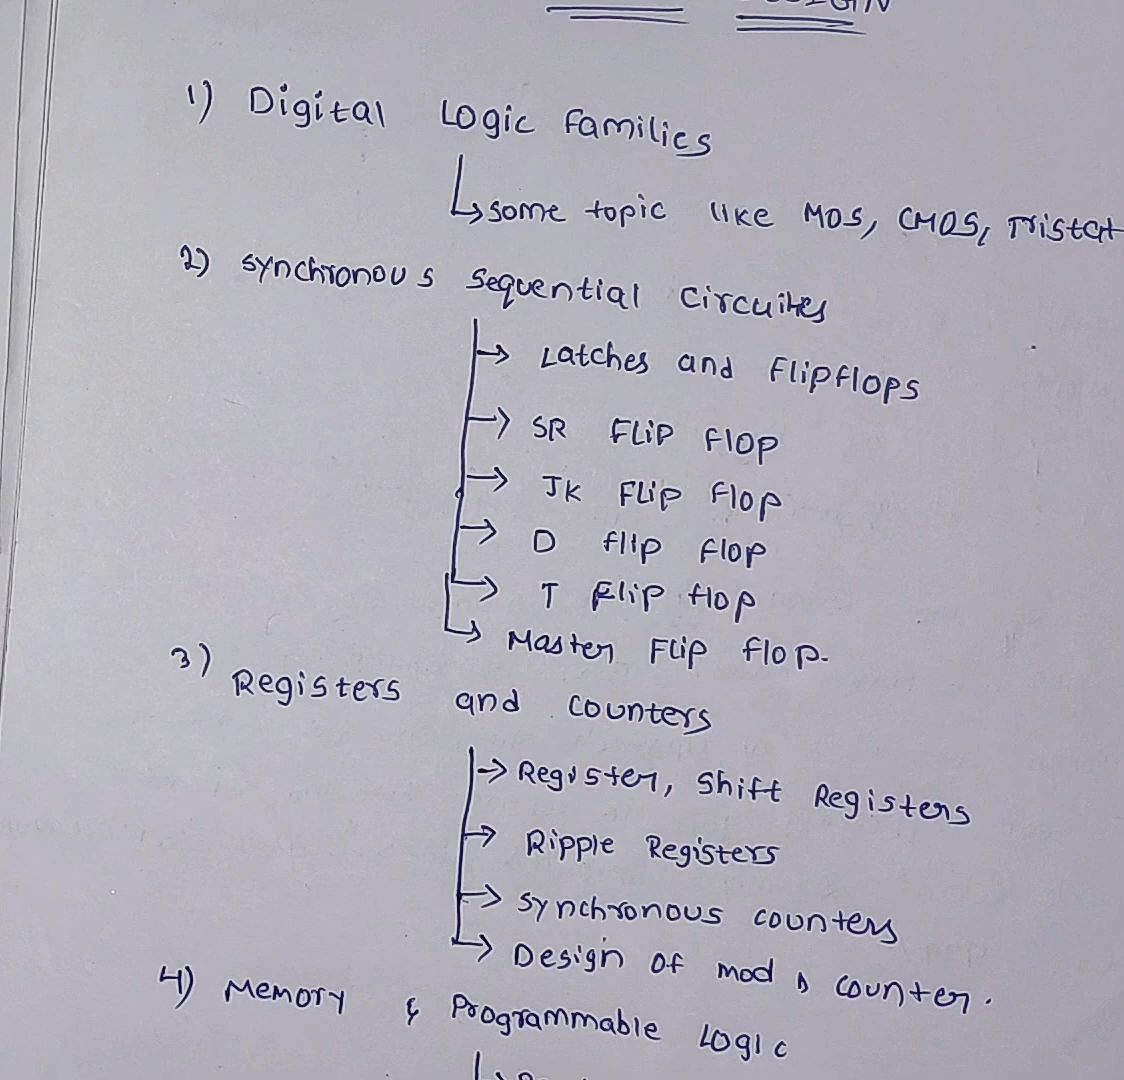 1) Digital Logic families
some topic like MOS, CMOS, Tristat
2) synchronous Sequential Circuites
Latches and Flipflops
SR FLiP flop
JK FLip flop
D flip flop
T Flip flop
Master Flip flop.
3) Registers and counters
Register, Shift Registers
Ripple Registers
synchronous counters
Design of mod n counter.
4) Memory & Programmable Logic